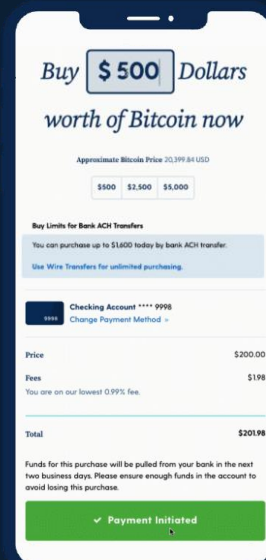 Buy $ 500 Dollars
worth of Bitcoin now
Approximate Bitcoin Price 20,399.84 USD
$500 $2,500 $5,000
Buy Limits for Bank ACH Transfers
You can purchase up to $1,600 today by bank ACH transfer.
Use Wire Transfers for unlimited purchasing.
9998 Checking Account **** 9998
Change Payment Method
Price $200.00
Fees $1.98
You are on our lowest 0.99% fee.
Total $201.98
Funds for this purchase will be pulled from your bank in the next
two business days. Please ensure enough funds in the account to
avoid losing this purchase.
✓ Payment Initiated